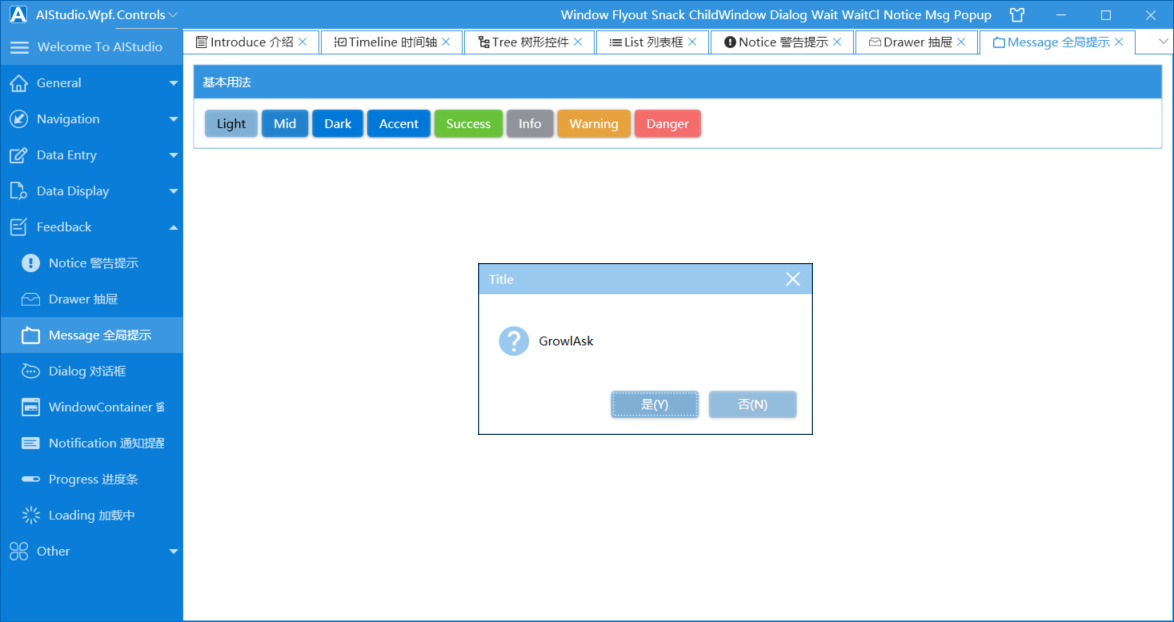 AIStudio.Wpf.Controls
Window Flyout Snack ChildWindow Dialog Wait WaitCl Notice Msg Popup
Welcome To AIStudio
Introduce 介绍
Timeline 时间轴
Tree 树形控件
List 列表框
Notice 警告提示
Drawer 抽屉
Message 全局提示
General
Navigation
Data Entry
Data Display
Feedback
Notice 警告提示
Drawer 抽屉
Message 全局提示
Dialog 对话框
WindowContainer
Notification 通知提醒
Progress 进度条
Loading 加载中
Other
基本用法
Light Mid Dark Accent Success Info Warning Danger
Title
GrowlAsk
是(Y) 否(N)